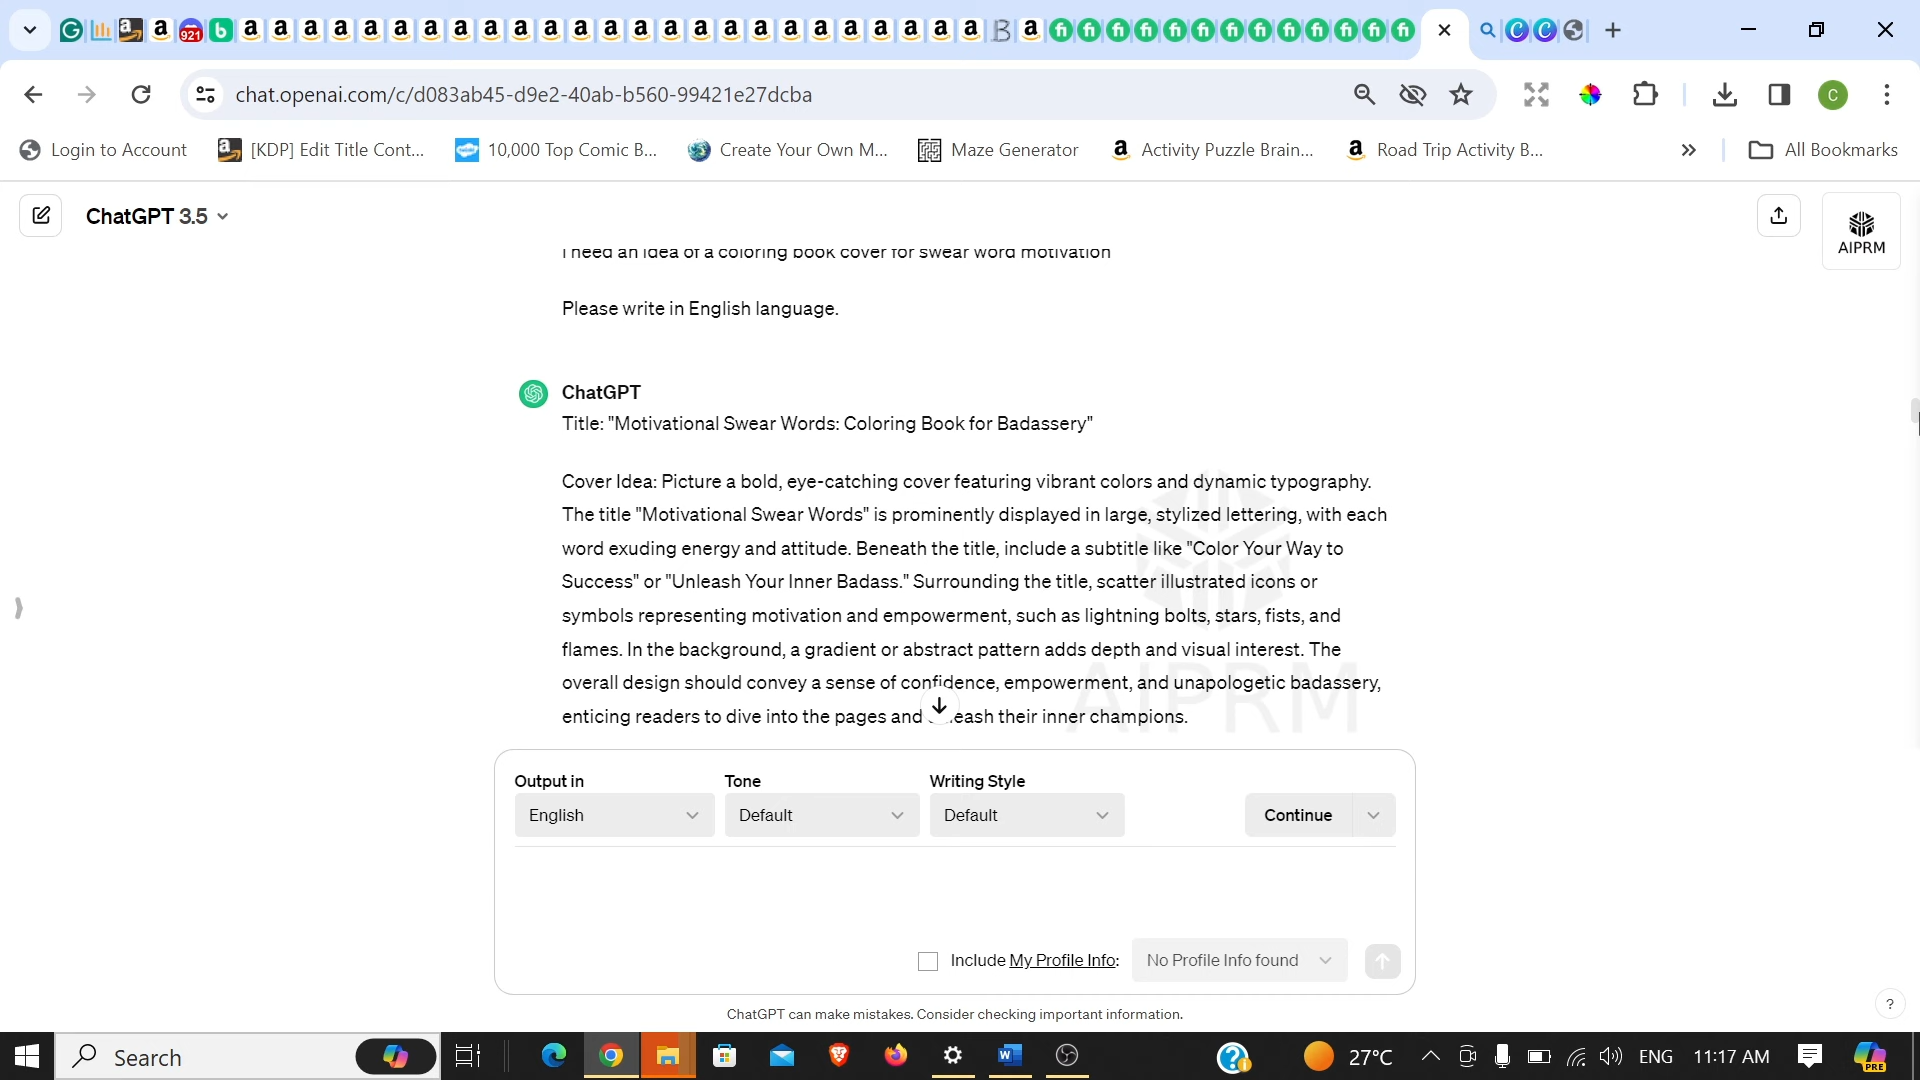 921
chat.openai.com/c/d083ab45-d9e2-40ab-b560-99421e27dcba
C
Login to Account
[KDP] Edit Title Cont...
10,000 Top Comic B...
Create Your Own M...
Maze Generator
Activity Puzzle Brain...
Road Trip Activity B...
All Bookmarks
ChatGPT 3.5
AIPRM
I need an idea of a coloring book cover for swear word motivation
Please write in English language.
ChatGPT
Title: "Motivational Swear Words: Coloring Book for Badassery"
Cover Idea: Picture a bold, eye-catching cover featuring vibrant colors and dynamic typography.
The title "Motivational Swear Words" is prominently displayed in large, stylized lettering, with each
word exuding energy and attitude. Beneath the title, include a subtitle like "Color Your Way to
Success" or "Unleash Your Inner Badass." Surrounding the title, scatter illustrated icons or
symbols representing motivation and empowerment, such as lightning bolts, stars, fists, and
flames. In the background, a gradient or abstract pattern adds depth and visual interest. The
overall design should convey a sense of confidence, empowerment, and unapologetic badassery,
enticing readers to dive into the pages and eash their inner champions.
AIPRM
Output in
Tone
Writing Style
English
Default
Default
Continue
Include My Profile Info:
No Profile Info found
ChatGPT can make mistakes. Consider checking important information.
?
Search
27°C
ENG
11:17 AM
PRE